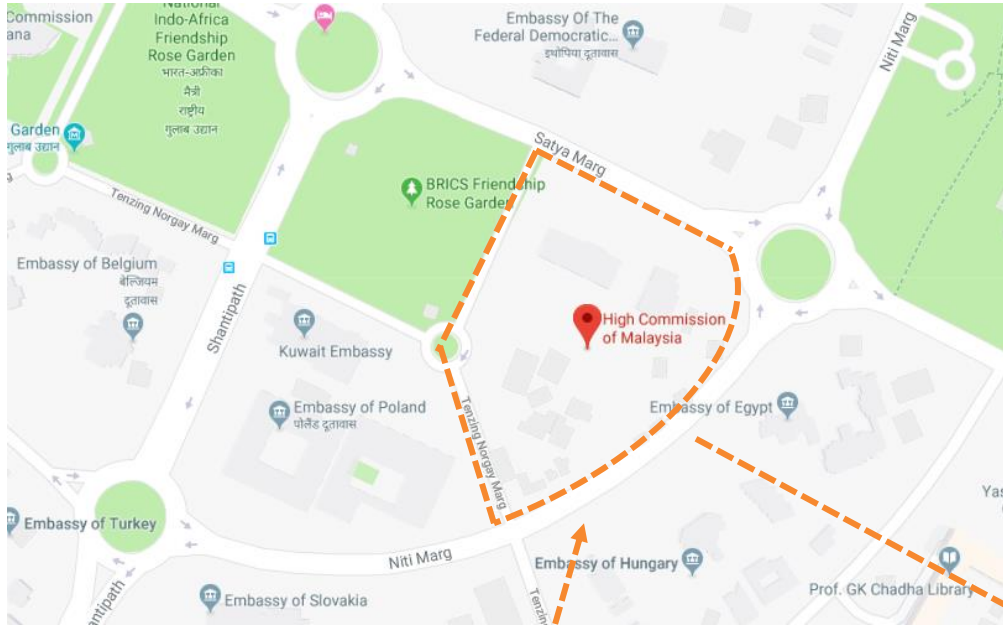 Commission
ana
National
Indo-Africa
Friendship
Rose Garden
भारत-अफ्रीका
मैत्री
राष्ट्रीय
गुलाब उद्यान
Embassy Of The
Federal Democratic...
इथोपिया दूतावास
Niti Marg
Garden
गुलाब उद्यान
Satya Marg
BRICS Friendship
Rose Garden
Tenzing Norgay Marg
Embassy of Belgium
बेल्जियम
दूतावास
Shantipath
High Commission
of Malaysia
Kuwait Embassy
Embassy of Poland
पोलैंड दूतावास
Embassy of Egypt
Tenzing Norgay Marg
Yas
Embassy of Turkey
Niti Marg
Embassy of Hungary
Prof. GK Chadha Library
Embassy of Slovakia
antipath
Tenzing